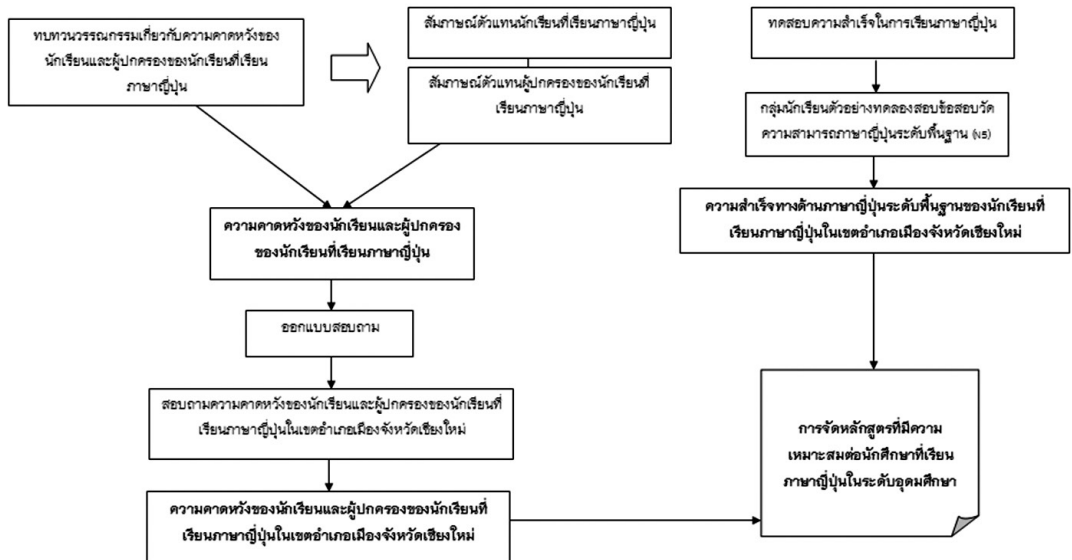 ทบทวนวรรณกรรมเกี่ยวกับความคาดหวังของ
นักเรียนและผู้ปกครองของนักเรียนที่เรียน
ภาษาญี่ปุ่น
สัมภาษณ์ตัวแทนนักเรียนที่เรียนภาษาญี่ปุ่น
สัมภาษณ์ตัวแทนผู้ปกครองของนักเรียนที่
เรียนภาษาญี่ปุ่น
ความคาดหวังของนักเรียนและผู้ปกครอง
ของนักเรียนที่เรียนภาษาญี่ปุ่น
ออกแบบสอบถาม
สอบถามความคาดหวังของนักเรียนและผู้ปกครองของนักเรียนที่
เรียนภาษาญี่ปุ่นในเขตอำเภอเมืองจังหวัดเชียงใหม่
ความคาดหวังของนักเรียนและผู้ปกครองของนักเรียนที่
เรียนภาษาญี่ปุ่นในเขตอำเภอเมืองจังหวัดเชียงใหม่
ทดสอบความสำเร็จในการเรียนภาษาญี่ปุ่น
กลุ่มนักเรียนตัวอย่างทดลองสอบข้อสอบวัด
ความสามารถภาษาญี่ปุ่นระดับพื้นฐาน (N5)
ความสำเร็จทางด้านภาษาญี่ปุ่นระดับพื้นฐานของนักเรียนที่
เรียนภาษาญี่ปุ่นในเขตอำเภอเมืองจังหวัดเชียงใหม่
การจัดหลักสูตรที่มีความ
เหมาะสมต่อนักศึกษาที่เรียน
ภาษาญี่ปุ่นในระดับอุดมศึกษา